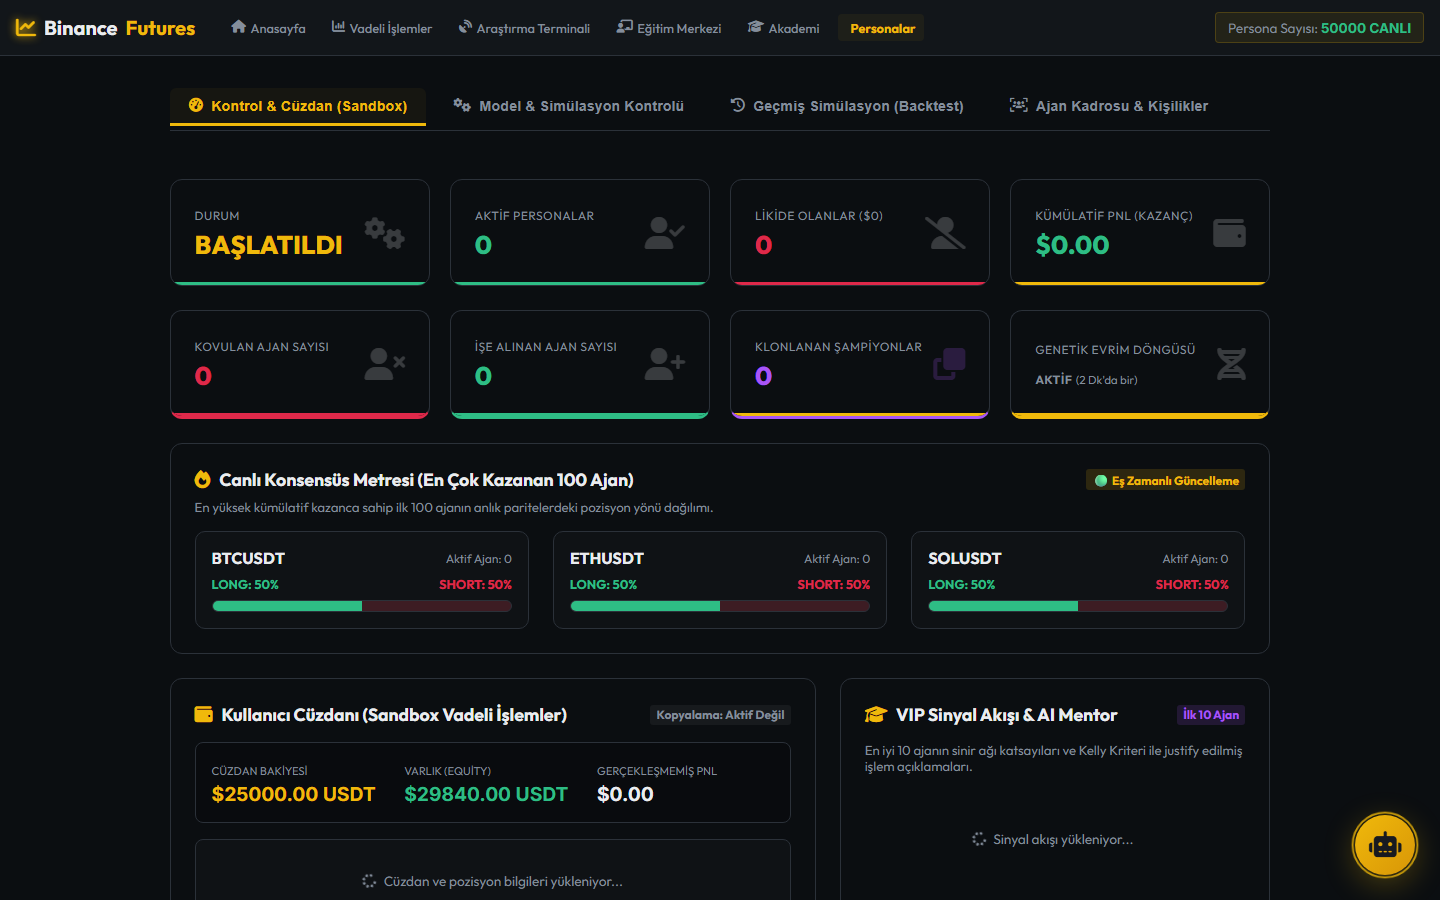 Binance Futures
Anasayfa
Vadeli İşlemler
Araştırma Terminali
Eğitim Merkezi
Akademi
Personalar
Persona Sayısı: 50000 CANLI
Kontrol & Cüzdan (Sandbox)
Model & Simülasyon Kontrolü
Geçmiş Simülasyon (Backtest)
Ajan Kadrosu & Kişilikler
DURUM
BAŞLATILDI
AKTİF PERSONALAR
0
LİKİDE OLANLAR ($0)
0
KÜMÜLATİF PNL (KAZANÇ)
$0.00
KOVULAN AJAN SAYISI
0
İŞE ALINAN AJAN SAYISI
0
KLONLANAN ŞAMPİYONLAR
0
GENETİK EVRİM DÖNGÜSÜ
AKTİF (2 Dk'da bir)
Canlı Konsensüs Metresi (En Çok Kazanan 100 Ajan)
Eş Zamanlı Güncelleme
En yüksek kümülatif kazanca sahip ilk 100 ajanın anlık paritelerdeki pozisyon yönü dağılımı.
BTCUSDT
Aktif Ajan: 0
LONG: 50%
SHORT: 50%
ETHUSDT
Aktif Ajan: 0
LONG: 50%
SHORT: 50%
SOLUSDT
Aktif Ajan: 0
LONG: 50%
SHORT: 50%
Kullanıcı Cüzdanı (Sandbox Vadeli İşlemler)
Kopyalama: Aktif Değil
CÜZDAN BAKİYESİ
$25000.00 USDT
VARLIK (EQUITY)
$29840.00 USDT
GERÇEKLEŞMEMİŞ PNL
$0.00
Cüzdan ve pozisyon bilgileri yükleniyor...
VIP Sinyal Akışı & AI Mentor
İlk 10 Ajan
En iyi 10 ajanın sinir ağı katsayıları ve Kelly Kriteri ile justify edilmiş
işlem açıklamaları.
Sinyal akışı yükleniyor...